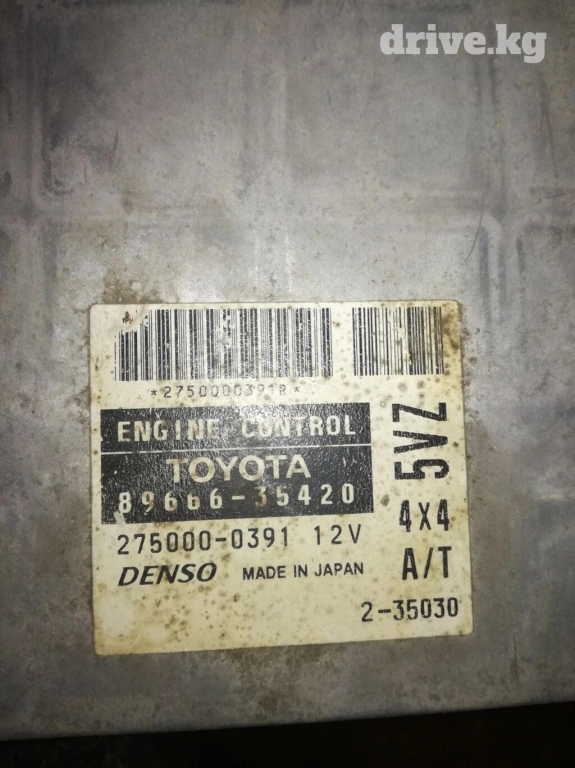 drive.kg
*2750000391R*
ENGINE CONTROL
TOYOTA
89666-35420
275000-0391 12V
DENSO MADE IN JAPAN
5VZ
4X4
A/T
2-35030